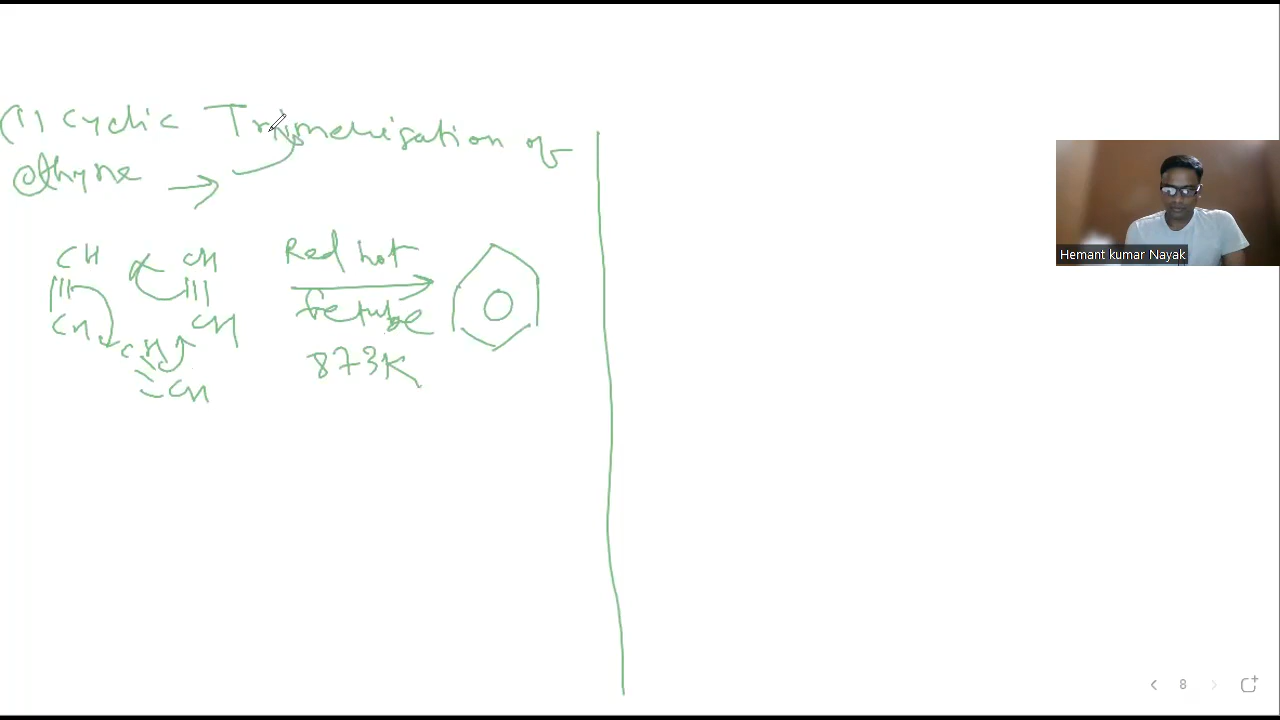 (1) Cyclic Trimerisation of
ethyne →
CH CH
CH CH
CH
CH
Red hot
Fe tube
873K
Hemant kumar Nayak
8